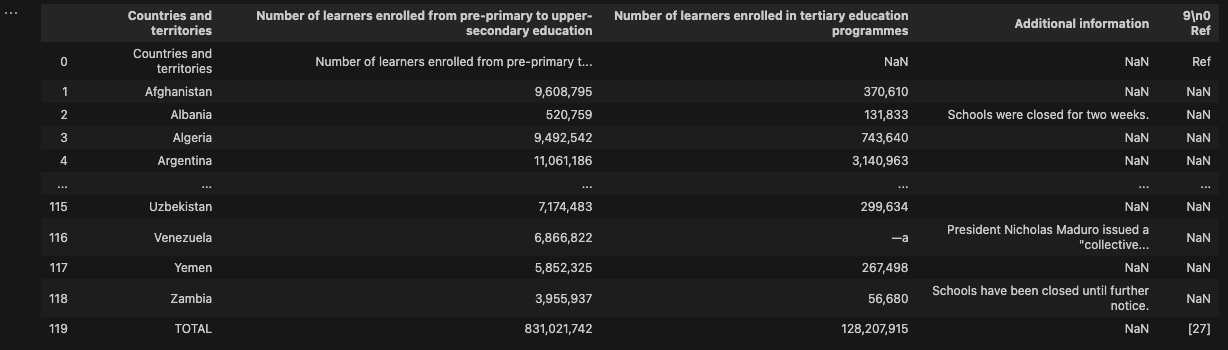 ...
Countries and territories Number of learners enrolled from pre-primary to upper-secondary education Number of learners enrolled in tertiary education programmes Additional information 9\n0 Ref
0 Countries and territories Number of learners enrolled from pre-primary t... NaN NaN Ref
1 Afghanistan 9,608,795 370,610 NaN NaN
2 Albania 520,759 131,833 Schools were closed for two weeks. NaN
3 Algeria 9,492,542 743,640 NaN NaN
4 Argentina 11,061,186 3,140,963 NaN NaN
... ... ... ... ... ...
115 Uzbekistan 7,174,483 299,634 NaN NaN
116 Venezuela 6,866,822 —a President Nicholas Maduro issued a "collective... NaN
117 Yemen 5,852,325 267,498 NaN NaN
118 Zambia 3,955,937 56,680 Schools have been closed until further notice. NaN
119 TOTAL 831,021,742 128,207,915 NaN [27]